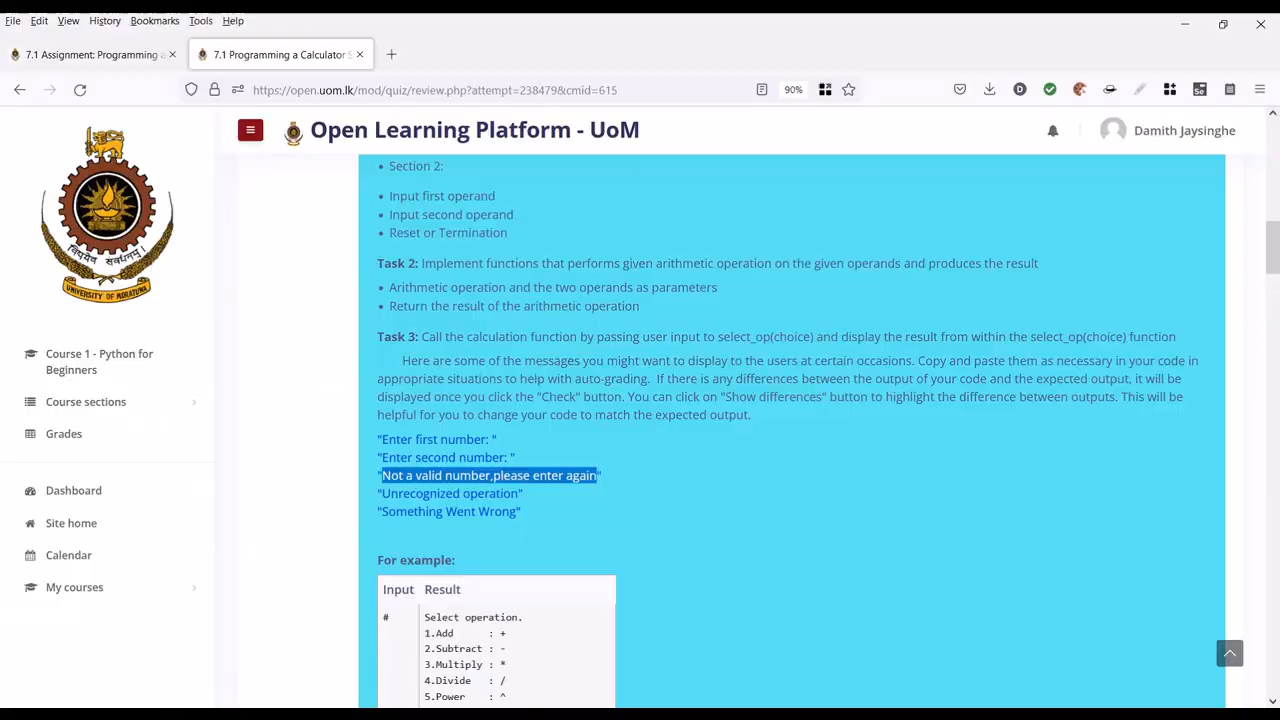 File Edit View History Bookmarks Tools Help
7.1 Assignment: Programming a
7.1 Programming a Calculator S
https://open.uom.lk/mod/quiz/review.php?attempt=238479&cmid=615
90%
Open Learning Platform - UoM
Damith Jaysinghe
UNIVERSITY OF MORATUWA
Course 1 - Python for
Beginners
Course sections
Grades
Dashboard
Site home
Calendar
My courses
• Section 2:
• Input first operand
• Input second operand
• Reset or Termination
Task 2: Implement functions that performs given arithmetic operation on the given operands and produces the result
• Arithmetic operation and the two operands as parameters
• Return the result of the arithmetic operation
Task 3: Call the calculation function by passing user input to select_op(choice) and display the result from within the select_op(choice) function
Here are some of the messages you might want to display to the users at certain occasions. Copy and paste them as necessary in your code in
appropriate situations to help with auto-grading. If there is any differences between the output of your code and the expected output, it will be
displayed once you click the "Check" button. You can click on "Show differences" button to highlight the difference between outputs. This will be
helpful for you to change your code to match the expected output.
"Enter first number: "
"Enter second number: "
"Not a valid number,please enter again"
"Unrecognized operation"
"Something Went Wrong"
For example:
Input Result
# Select operation.
1.Add : +
2.Subtract : -
3.Multiply : *
4.Divide : /
5.Power : ^